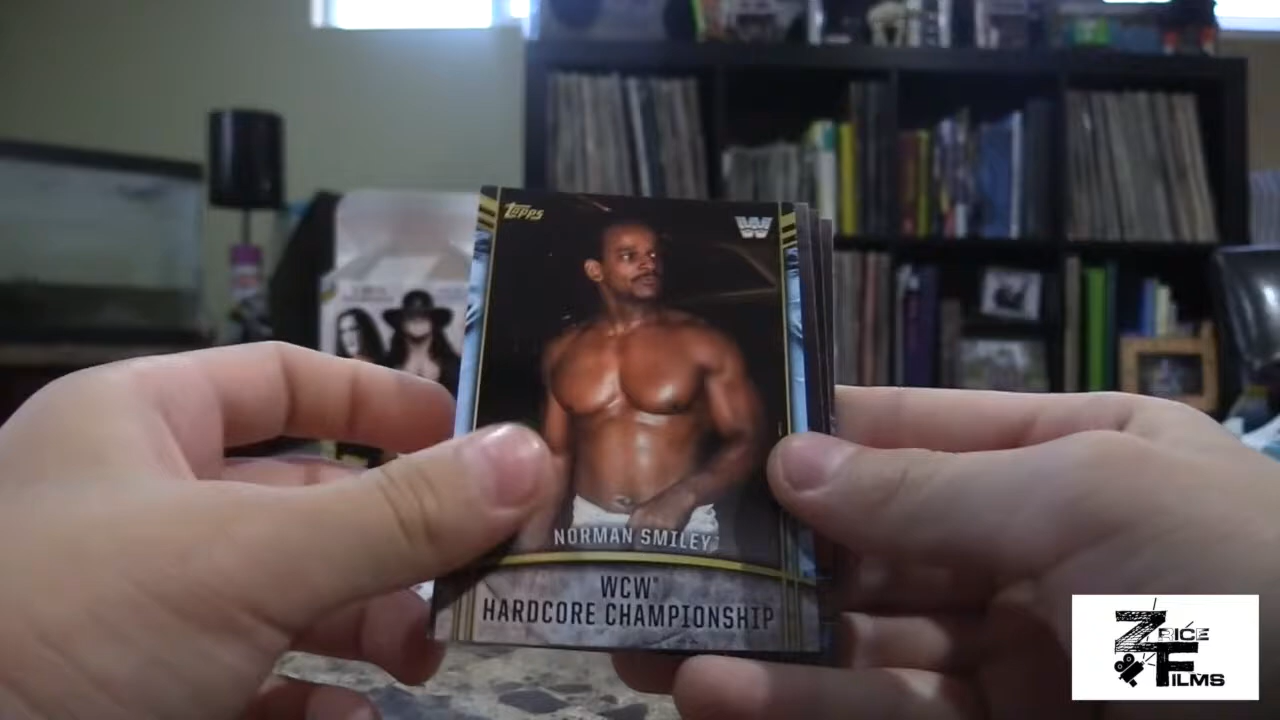 Topps
W
NORMAN SMILEY
WCW
HARDCORE CHAMPIONSHIP
Z RICE
FILMS